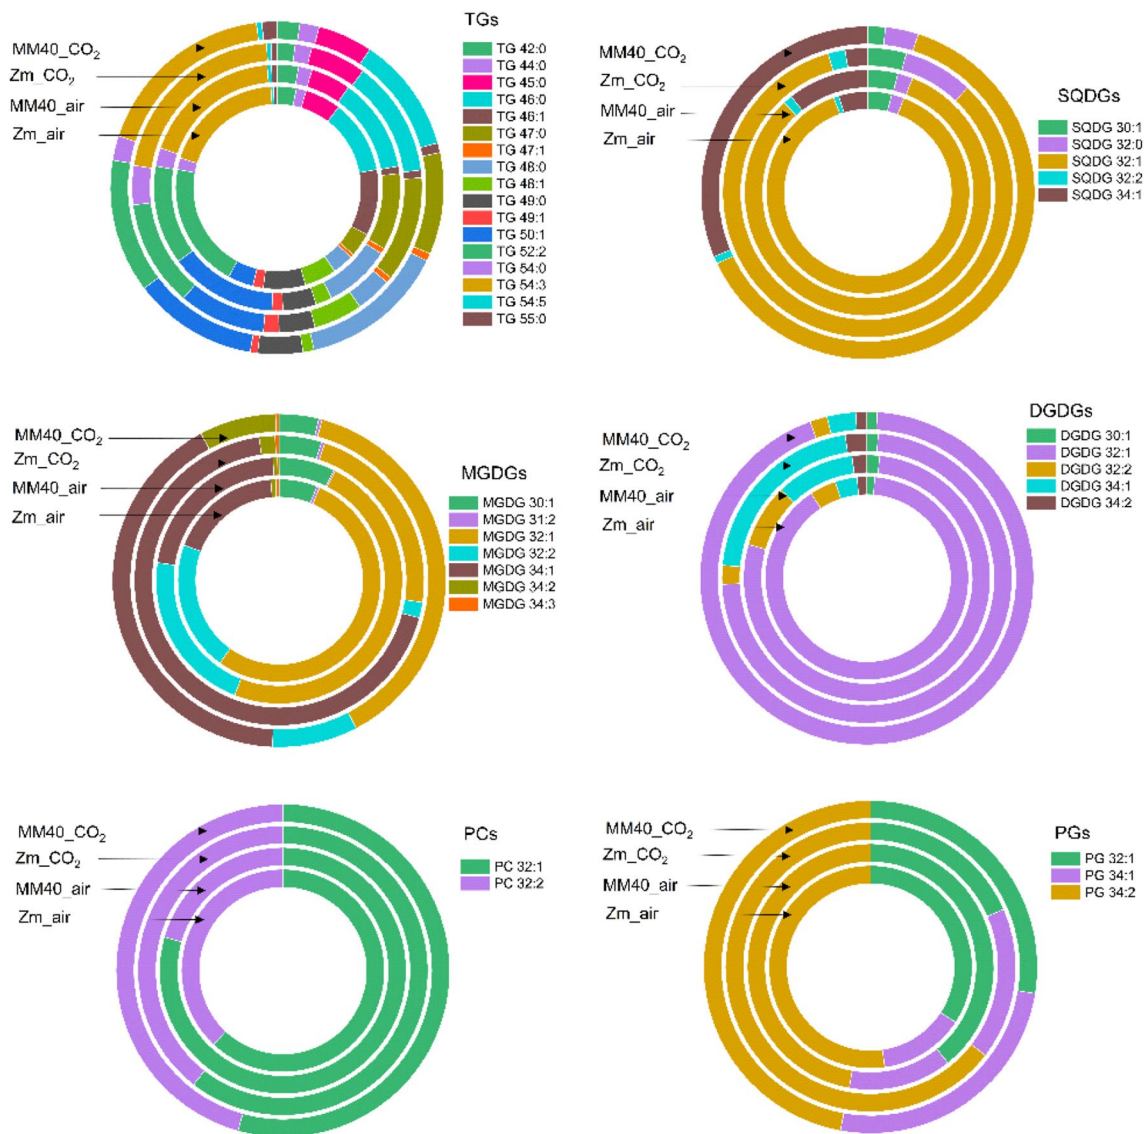 TGs
MM40_CO₂
Zm_CO₂
MM40_air
Zm_air
TG 42:0
TG 44:0
TG 45:0
TG 46:0
TG 46:1
TG 47:0
TG 47:1
TG 48:0
TG 48:1
TG 49:0
TG 49:1
TG 50:1
TG 52:2
TG 54:0
TG 54:3
TG 54:5
TG 55:0
SQDGs
MM40_CO₂
Zm_CO₂
MM40_air
Zm_air
SQDG 30:1
SQDG 32:0
SQDG 32:1
SQDG 32:2
SQDG 34:1
MGDGs
MM40_CO₂
Zm_CO₂
MM40_air
Zm_air
MGDG 30:1
MGDG 31:2
MGDG 32:1
MGDG 32:2
MGDG 34:1
MGDG 34:2
MGDG 34:3
DGDGs
MM40_CO₂
Zm_CO₂
MM40_air
Zm_air
DGDG 30:1
DGDG 32:1
DGDG 32:2
DGDG 34:1
DGDG 34:2
PCs
MM40_CO₂
Zm_CO₂
MM40_air
Zm_air
PC 32:1
PC 32:2
PGs
MM40_CO₂
Zm_CO₂
MM40_air
Zm_air
PG 32:1
PG 34:1
PG 34:2